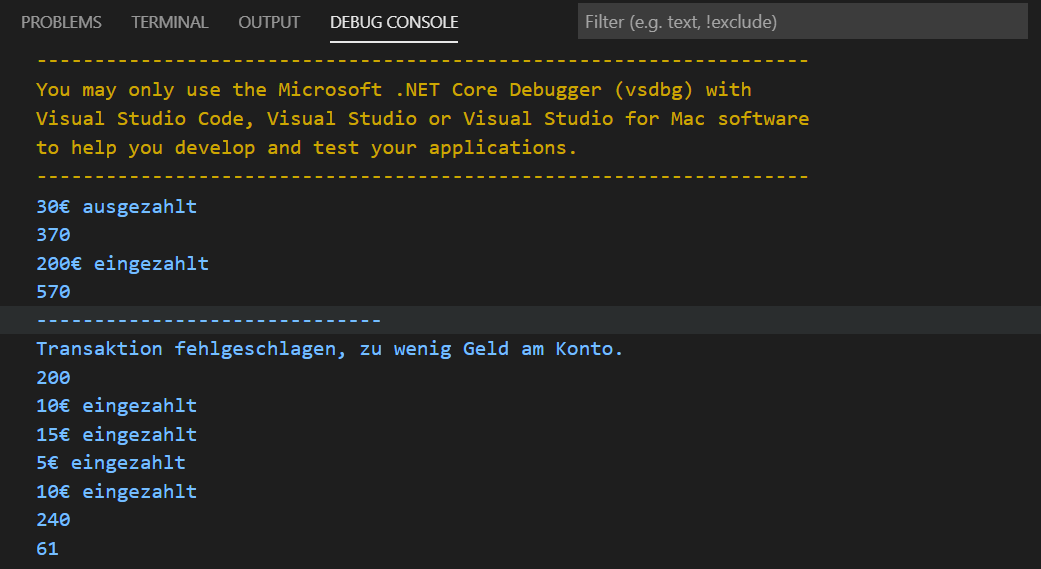 PROBLEMS TERMINAL OUTPUT DEBUG CONSOLE Filter (e.g. text, !exclude)
-------------------------------------------------------------------
You may only use the Microsoft .NET Core Debugger (vsdbg) with
Visual Studio Code, Visual Studio or Visual Studio for Mac software
to help you develop and test your applications.
-------------------------------------------------------------------
30€ ausgezahlt
370
200€ eingezahlt
570
------------------------------
Transaktion fehlgeschlagen, zu wenig Geld am Konto.
200
10€ eingezahlt
15€ eingezahlt
5€ eingezahlt
10€ eingezahlt
240
61